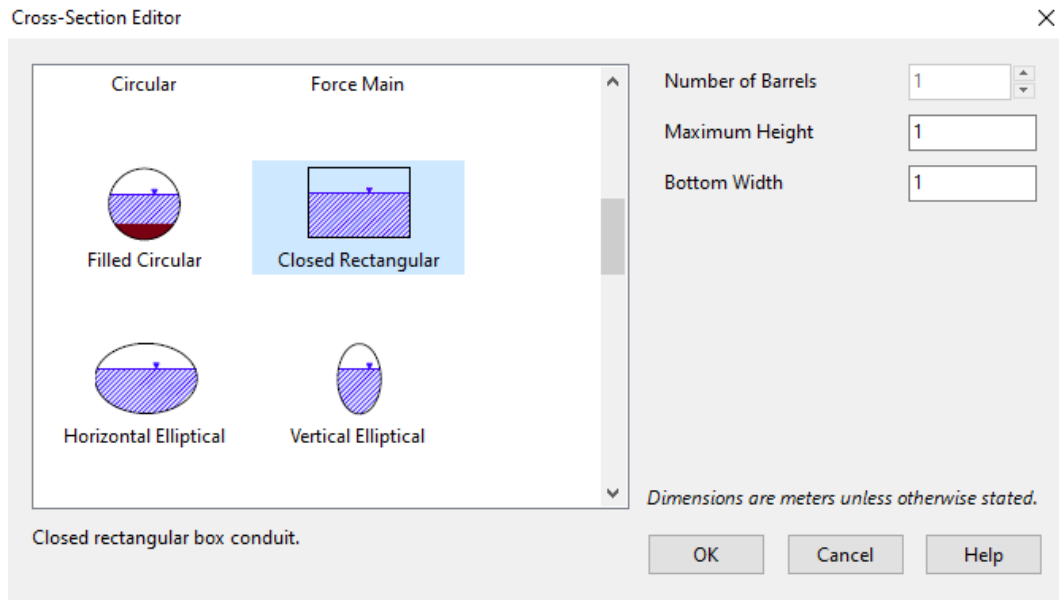 Cross-Section Editor
Circular
Force Main
Filled Circular
Closed Rectangular
Horizontal Elliptical
Vertical Elliptical
Closed rectangular box conduit.
Number of Barrels
1
Maximum Height
1
Bottom Width
1
Dimensions are meters unless otherwise stated.
OK
Cancel
Help